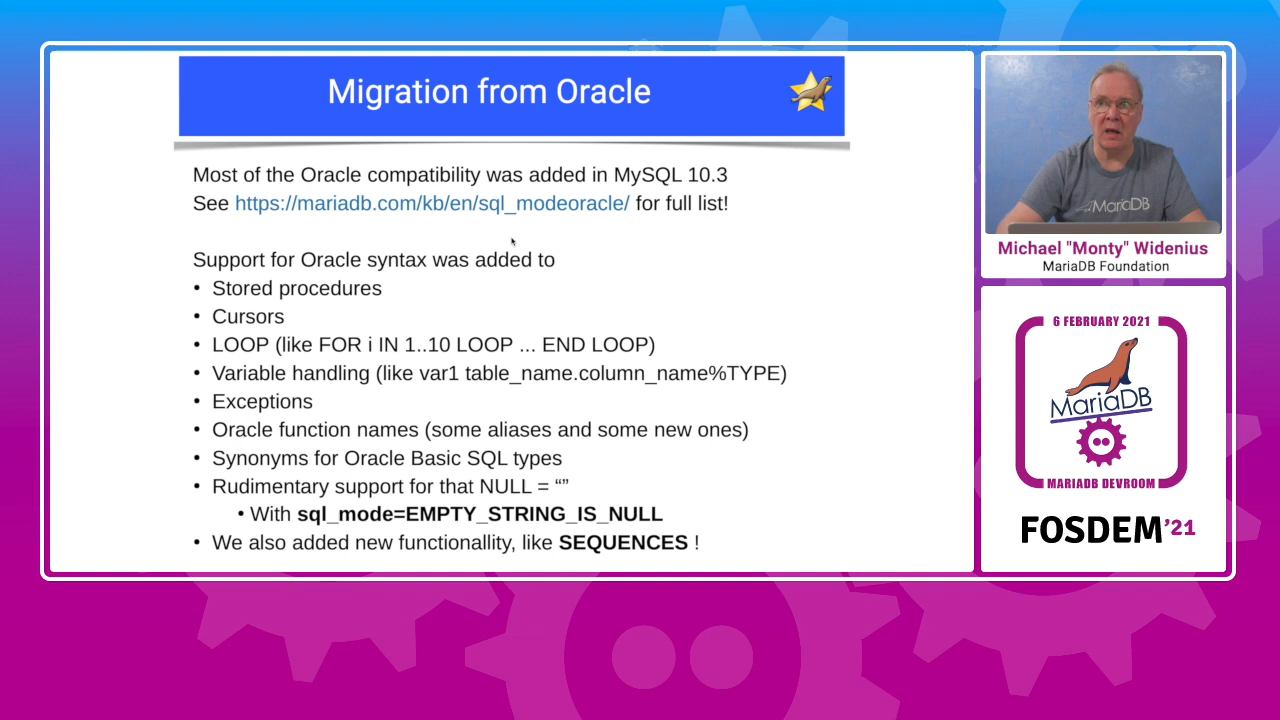 Migration from Oracle
Most of the Oracle compatibility was added in MySQL 10.3
See https://mariadb.com/kb/en/sql_modeoracle/ for full list!
Support for Oracle syntax was added to
• Stored procedures
• Cursors
• LOOP (like FOR i IN 1..10 LOOP ... END LOOP)
• Variable handling (like var1 table_name.column_name%TYPE)
• Exceptions
• Oracle function names (some aliases and some new ones)
• Synonyms for Oracle Basic SQL types
• Rudimentary support for that NULL = “”
• With sql_mode=EMPTY_STRING_IS_NULL
• We also added new functionallity, like SEQUENCES !
MariaDB
Michael "Monty" Widenius
MariaDB Foundation
6 FEBRUARY 2021
MariaDB
MARIADB DEVROOM
FOSDEM’21